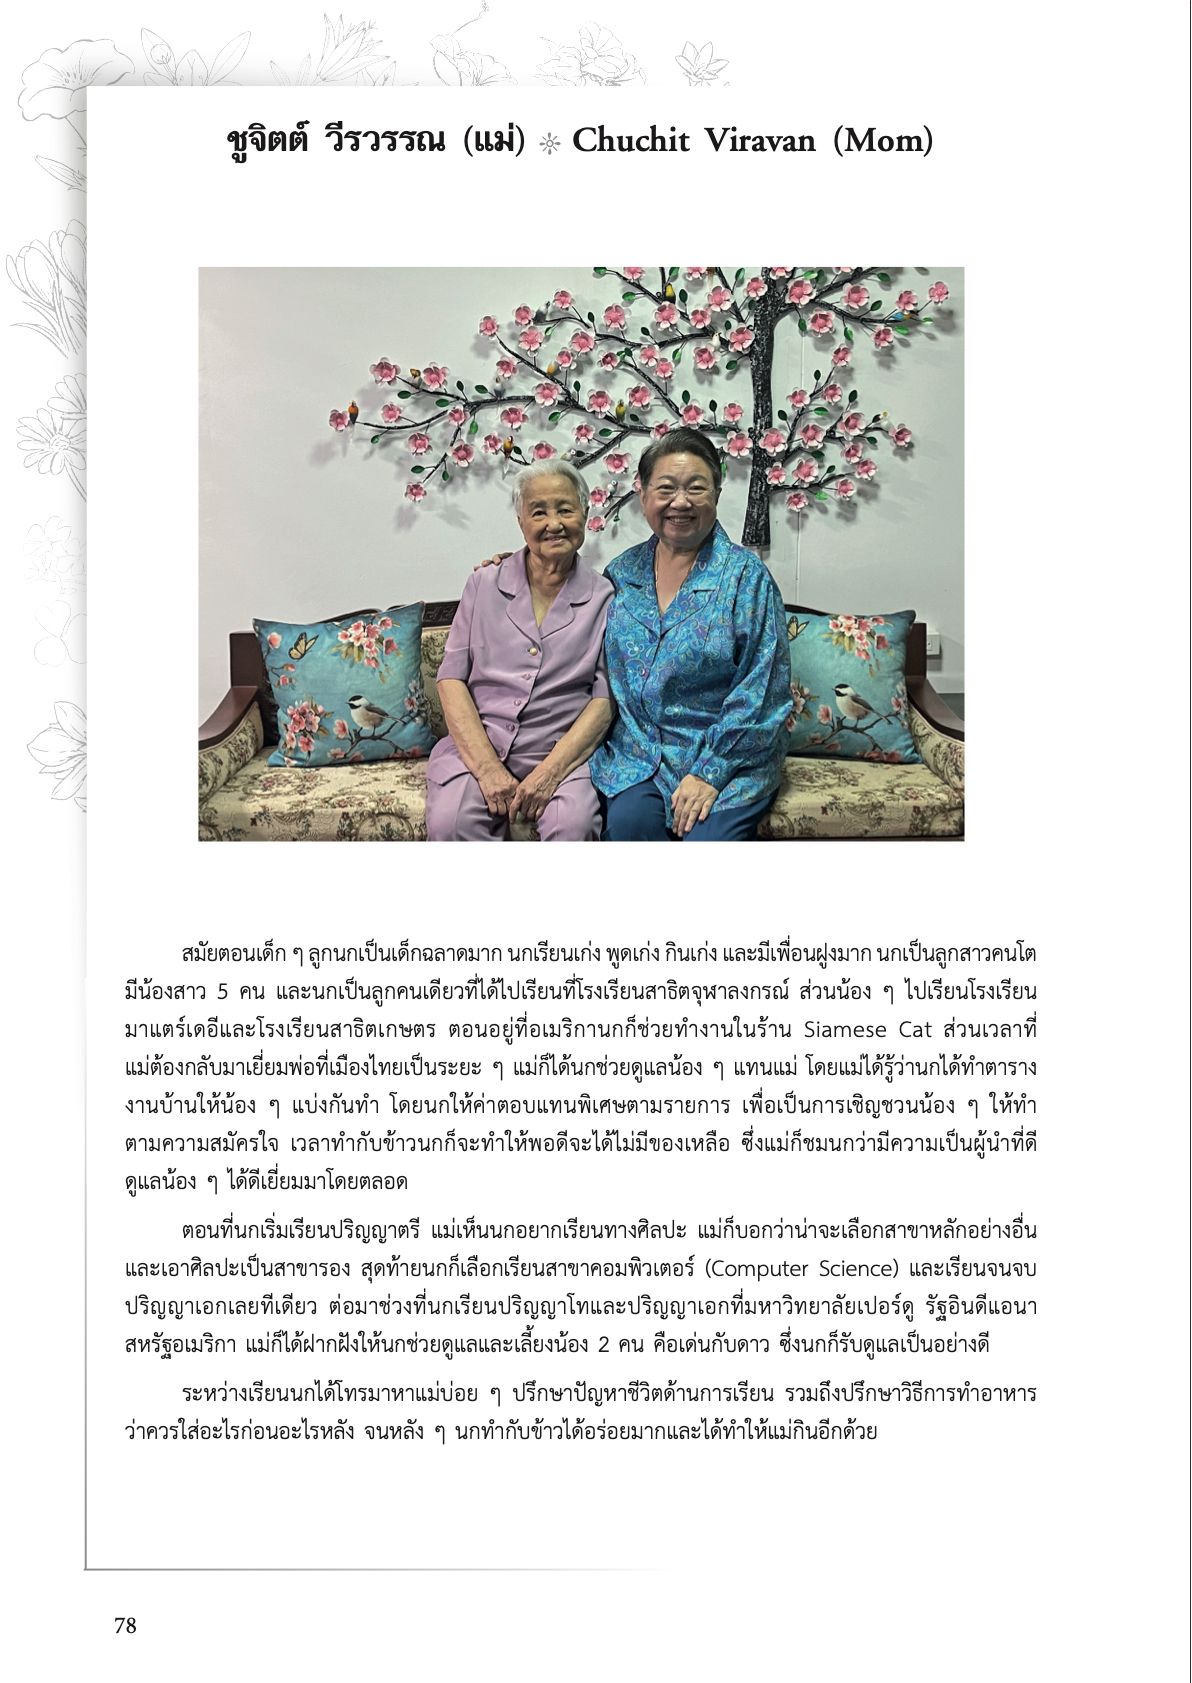 ชูจิตต์ วีรวรรณ (แม่) ❊ Chuchit Viravan (Mom)
สมัยตอนเด็ก ๆ ลูกนกเป็นเด็กฉลาดมาก นกเรียนเก่ง พูดเก่ง กินเก่ง และมีเพื่อนฝูงมาก นกเป็นลูกสาวคนโต
มีน้องสาว 5 คน และนกเป็นลูกคนเดียวที่ได้ไปเรียนที่โรงเรียนสาธิตจุฬาลงกรณ์ ส่วนน้อง ๆ ไปเรียนโรงเรียน
มาแตร์เดอีและโรงเรียนสาธิตเกษตร ตอนอยู่ที่อเมริกานกก็ช่วยทำงานในร้าน Siamese Cat ส่วนเวลาที่
แม่ต้องกลับมาเยี่ยมพ่อที่เมืองไทยเป็นระยะ ๆ แม่ก็ได้นกช่วยดูแลน้อง ๆ แทนแม่ โดยแม่ได้รู้ว่านกได้ทำตาราง
งานบ้านให้น้อง ๆ แบ่งกันทำ โดยนกให้ค่าตอบแทนพิเศษตามรายการ เพื่อเป็นการเชิญชวนน้อง ๆ ให้ทำ
ตามความสมัครใจ เวลาทำกับข้าวนกก็จะทำให้พอดีจะได้ไม่มีของเหลือ ซึ่งแม่ก็ชมนกว่ามีความเป็นผู้นำที่ดี
ดูแลน้อง ๆ ได้ดีเยี่ยมมาโดยตลอด
ตอนที่นกเริ่มเรียนปริญญาตรี แม่เห็นนกอยากเรียนทางศิลปะ แม่ก็บอกว่าน่าจะเลือกสาขาหลักอย่างอื่น
และเอาศิลปะเป็นสาขารอง สุดท้ายนกก็เลือกเรียนสาขาคอมพิวเตอร์ (Computer Science) และเรียนจนจบ
ปริญญาเอกเลยทีเดียว ต่อมาช่วงที่นกเรียนปริญญาโทและปริญญาเอกที่มหาวิทยาลัยเปอร์ดู รัฐอินดีแอนา
สหรัฐอเมริกา แม่ก็ได้ฝากฝังให้นกช่วยดูแลและเลี้ยงน้อง 2 คน คือเด่นกับดาว ซึ่งนกก็รับดูแลเป็นอย่างดี
ระหว่างเรียนนกได้โทรมาหาแม่บ่อย ๆ ปรึกษาปัญหาชีวิตด้านการเรียน รวมถึงปรึกษาวิธีการทำอาหาร
ว่าควรใส่อะไรก่อนอะไรหลัง จนหลัง ๆ นกทำกับข้าวได้อร่อยมากและได้ทำให้แม่กินอีกด้วย
78